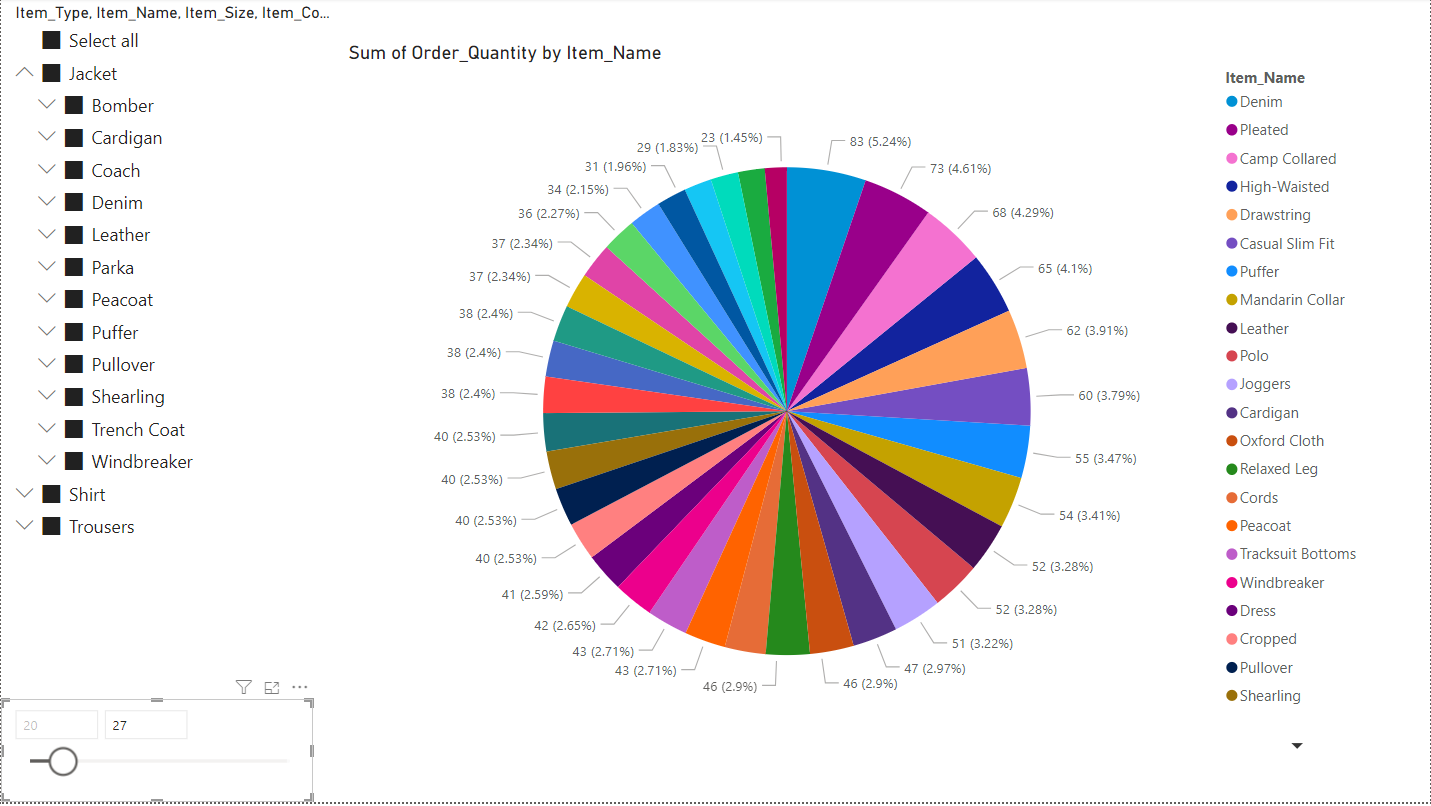 Item_Type, Item_Name, Item_Size, Item_Co...
Select all
Jacket
Bomber
Cardigan
Coach
Denim
Leather
Parka
Peacoat
Puffer
Pullover
Shearling
Trench Coat
Windbreaker
Shirt
Trousers
20
27
Sum of Order_Quantity by Item_Name
83 (5.24%)
73 (4.61%)
68 (4.29%)
65 (4.1%)
62 (3.91%)
60 (3.79%)
55 (3.47%)
54 (3.41%)
52 (3.28%)
52 (3.28%)
51 (3.22%)
47 (2.97%)
46 (2.9%)
46 (2.9%)
43 (2.71%)
43 (2.71%)
42 (2.65%)
41 (2.59%)
40 (2.53%)
40 (2.53%)
40 (2.53%)
40 (2.53%)
38 (2.4%)
38 (2.4%)
38 (2.4%)
37 (2.34%)
37 (2.34%)
36 (2.27%)
34 (2.15%)
31 (1.96%)
29 (1.83%)
23 (1.45%)
Item_Name
Denim
Pleated
Camp Collared
High-Waisted
Drawstring
Casual Slim Fit
Puffer
Mandarin Collar
Leather
Polo
Joggers
Cardigan
Oxford Cloth
Relaxed Leg
Cords
Peacoat
Tracksuit Bottoms
Windbreaker
Dress
Cropped
Pullover
Shearling